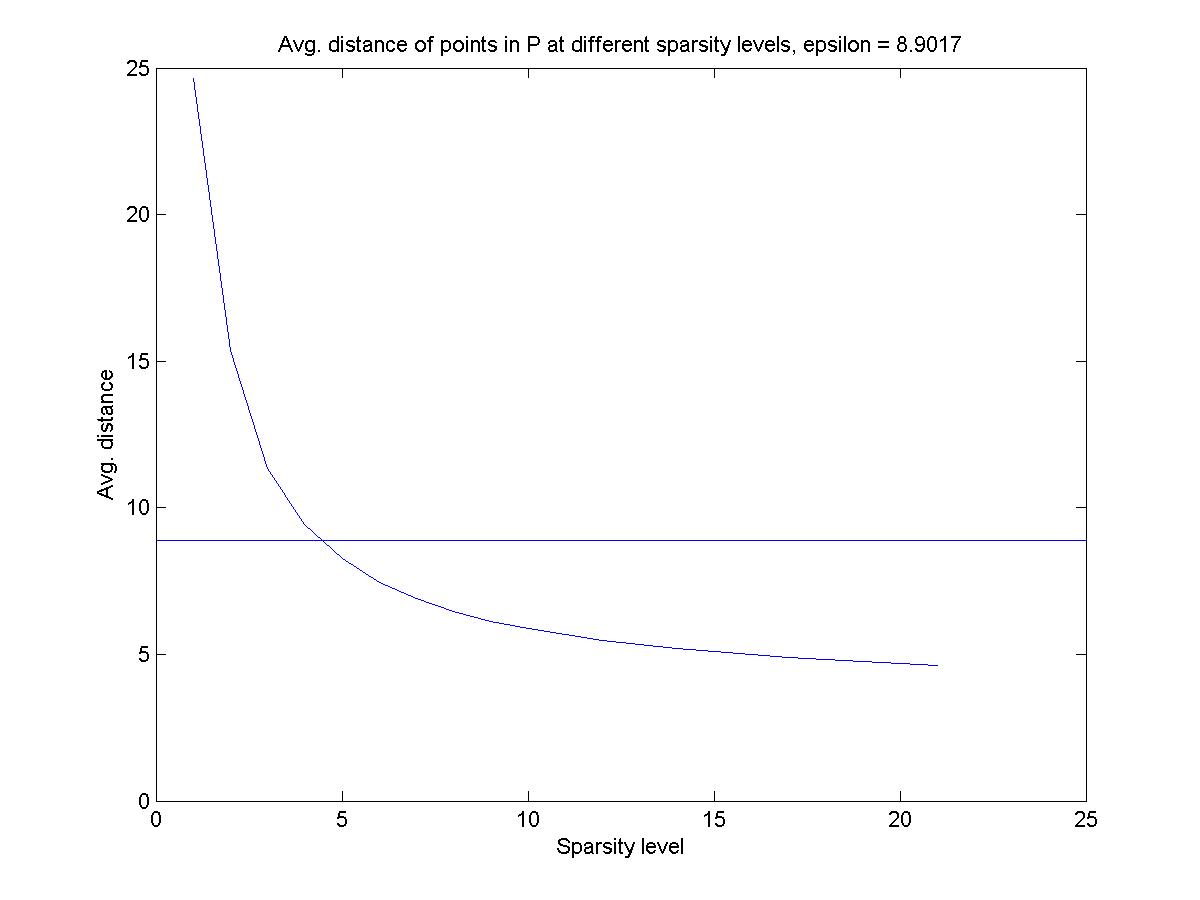 Avg. distance of points in P at different sparsity levels, epsilon = 8.9017
25
20
15
10
5
0
Avg. distance
0 5 10 15 20 25
Sparsity level